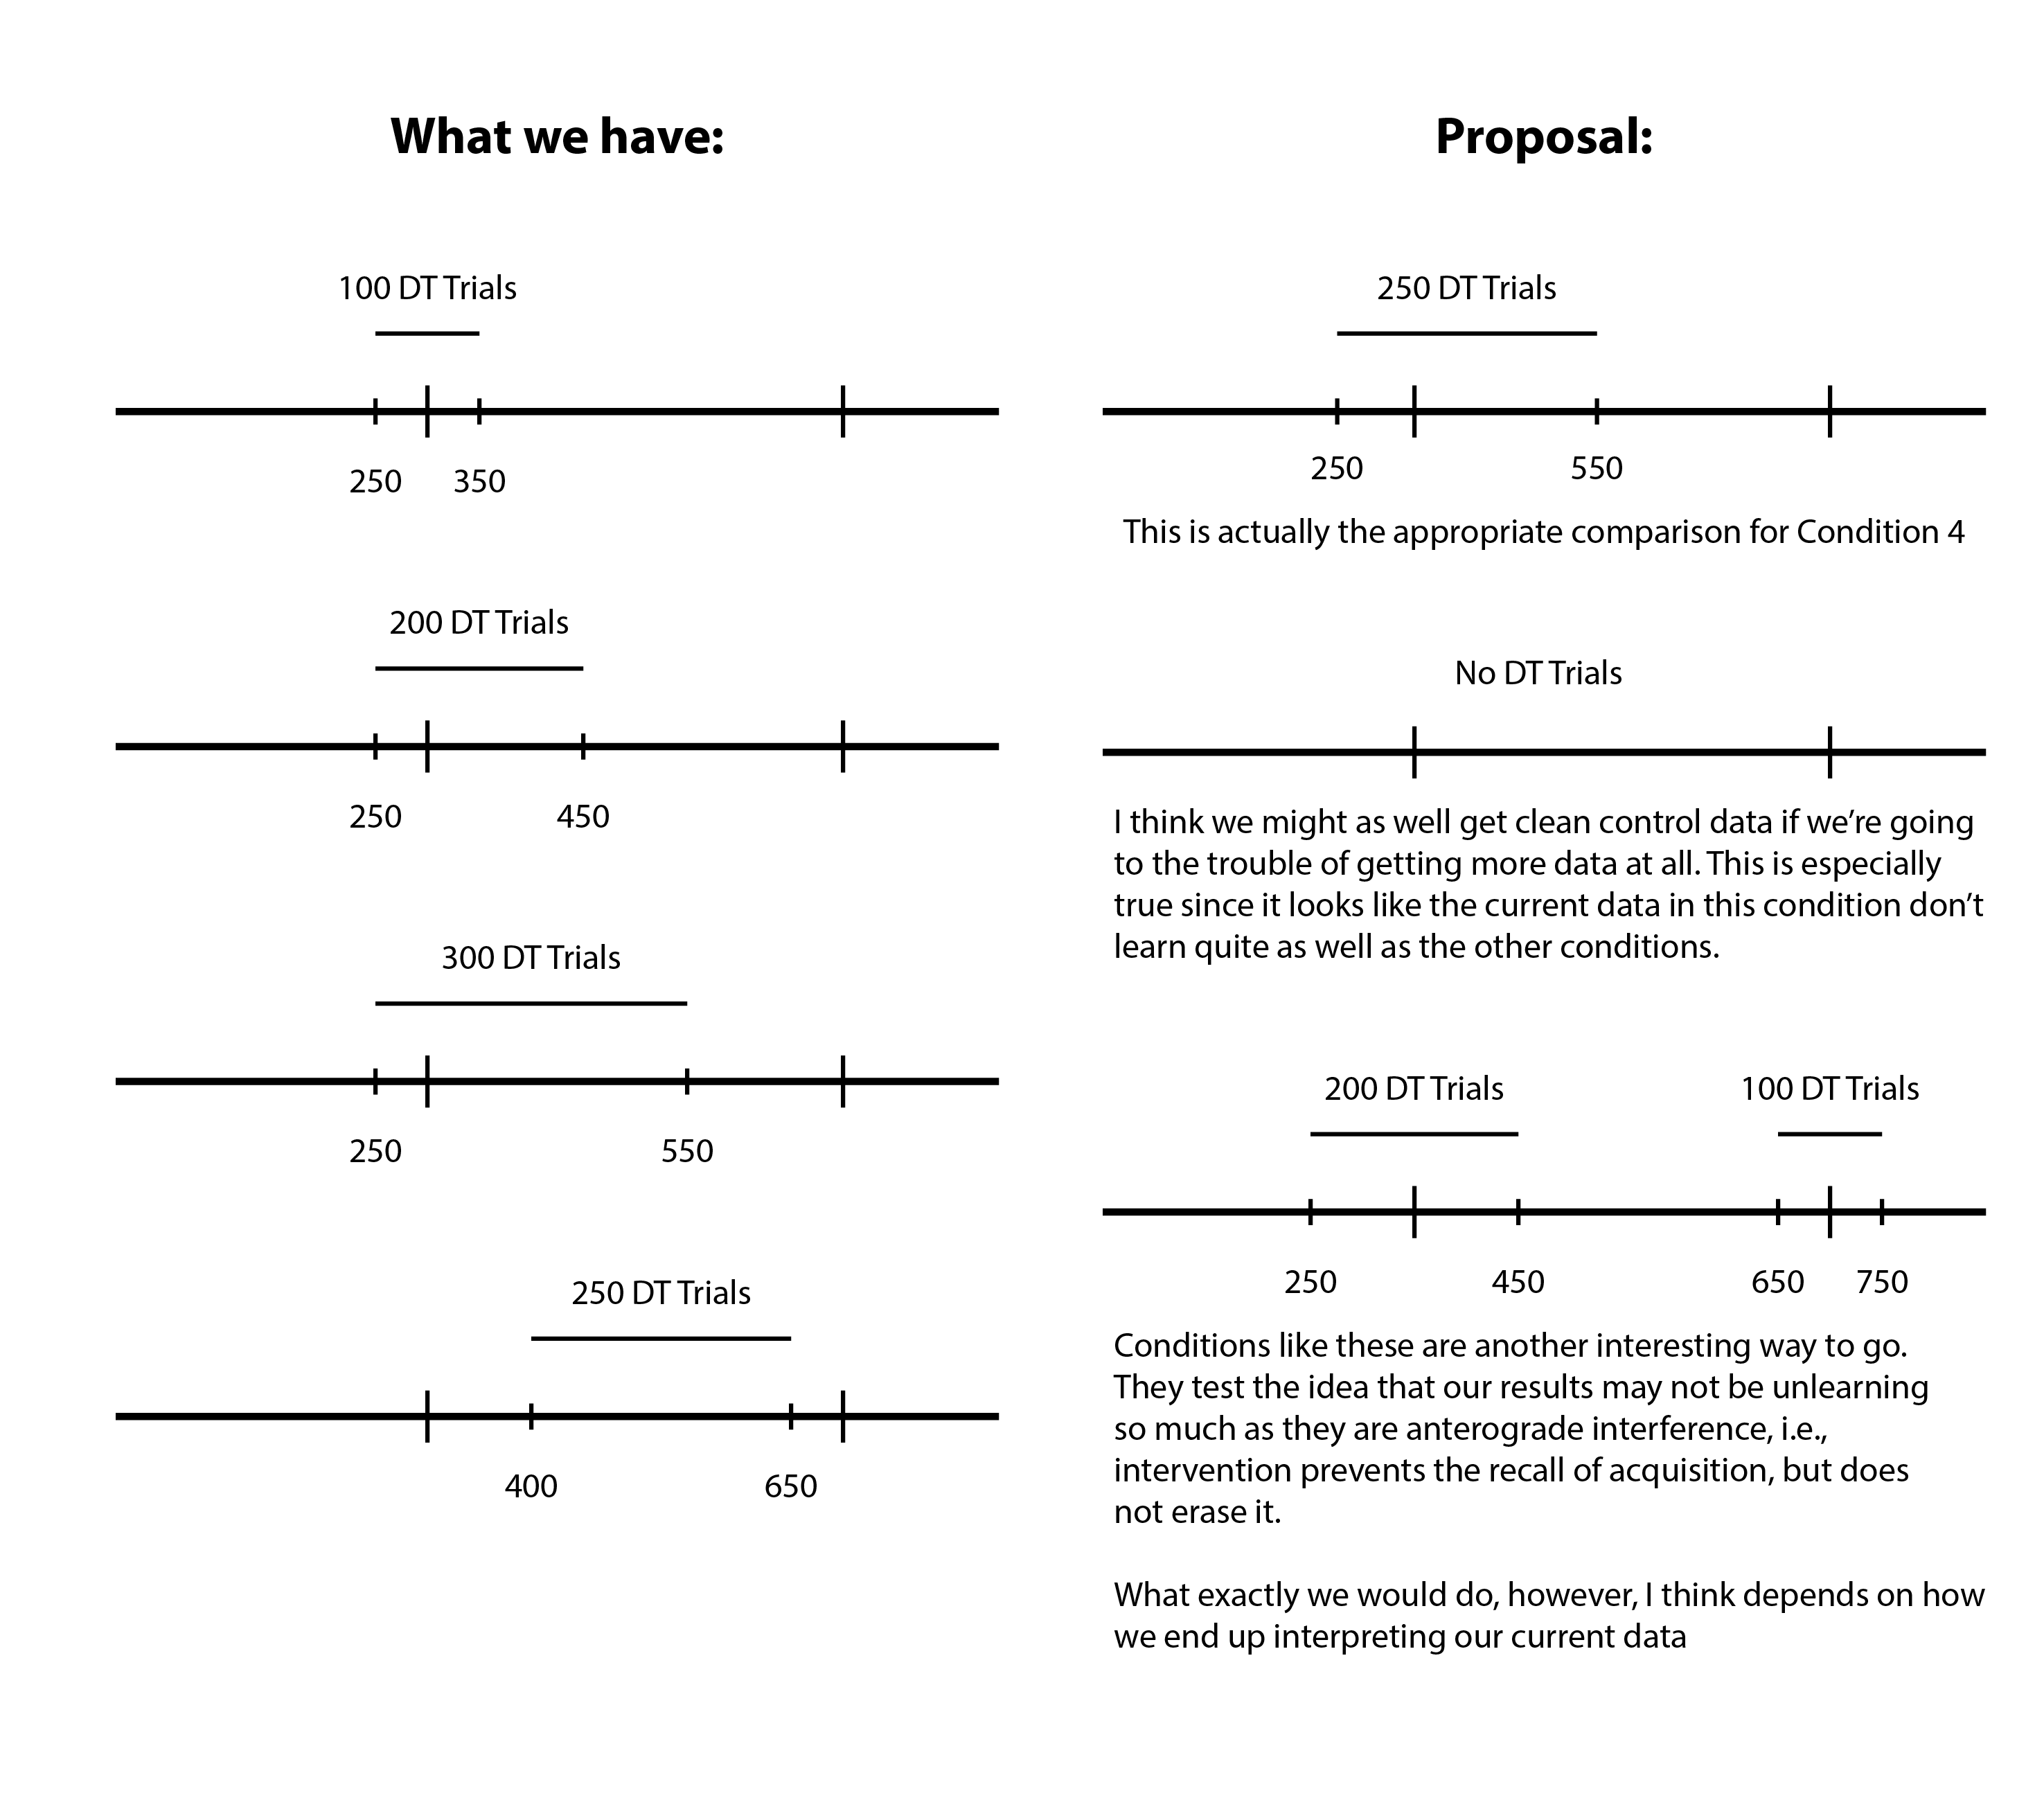 What we have:
100 DT Trials
250 350
200 DT Trials
250 450
300 DT Trials
250 550
250 DT Trials
400 650
Proposal:
250 DT Trials
250 550
This is actually the appropriate comparison for Condition 4
No DT Trials
I think we might as well get clean control data if we’re going
to the trouble of getting more data at all. This is especially
true since it looks like the current data in this condition don’t
learn quite as well as the other conditions.
200 DT Trials 100 DT Trials
250 450 650 750
Conditions like these are another interesting way to go.
They test the idea that our results may not be unlearning
so much as they are anterograde interference, i.e.,
intervention prevents the recall of acquisition, but does
not erase it.
What exactly we would do, however, I think depends on how
we end up interpreting our current data